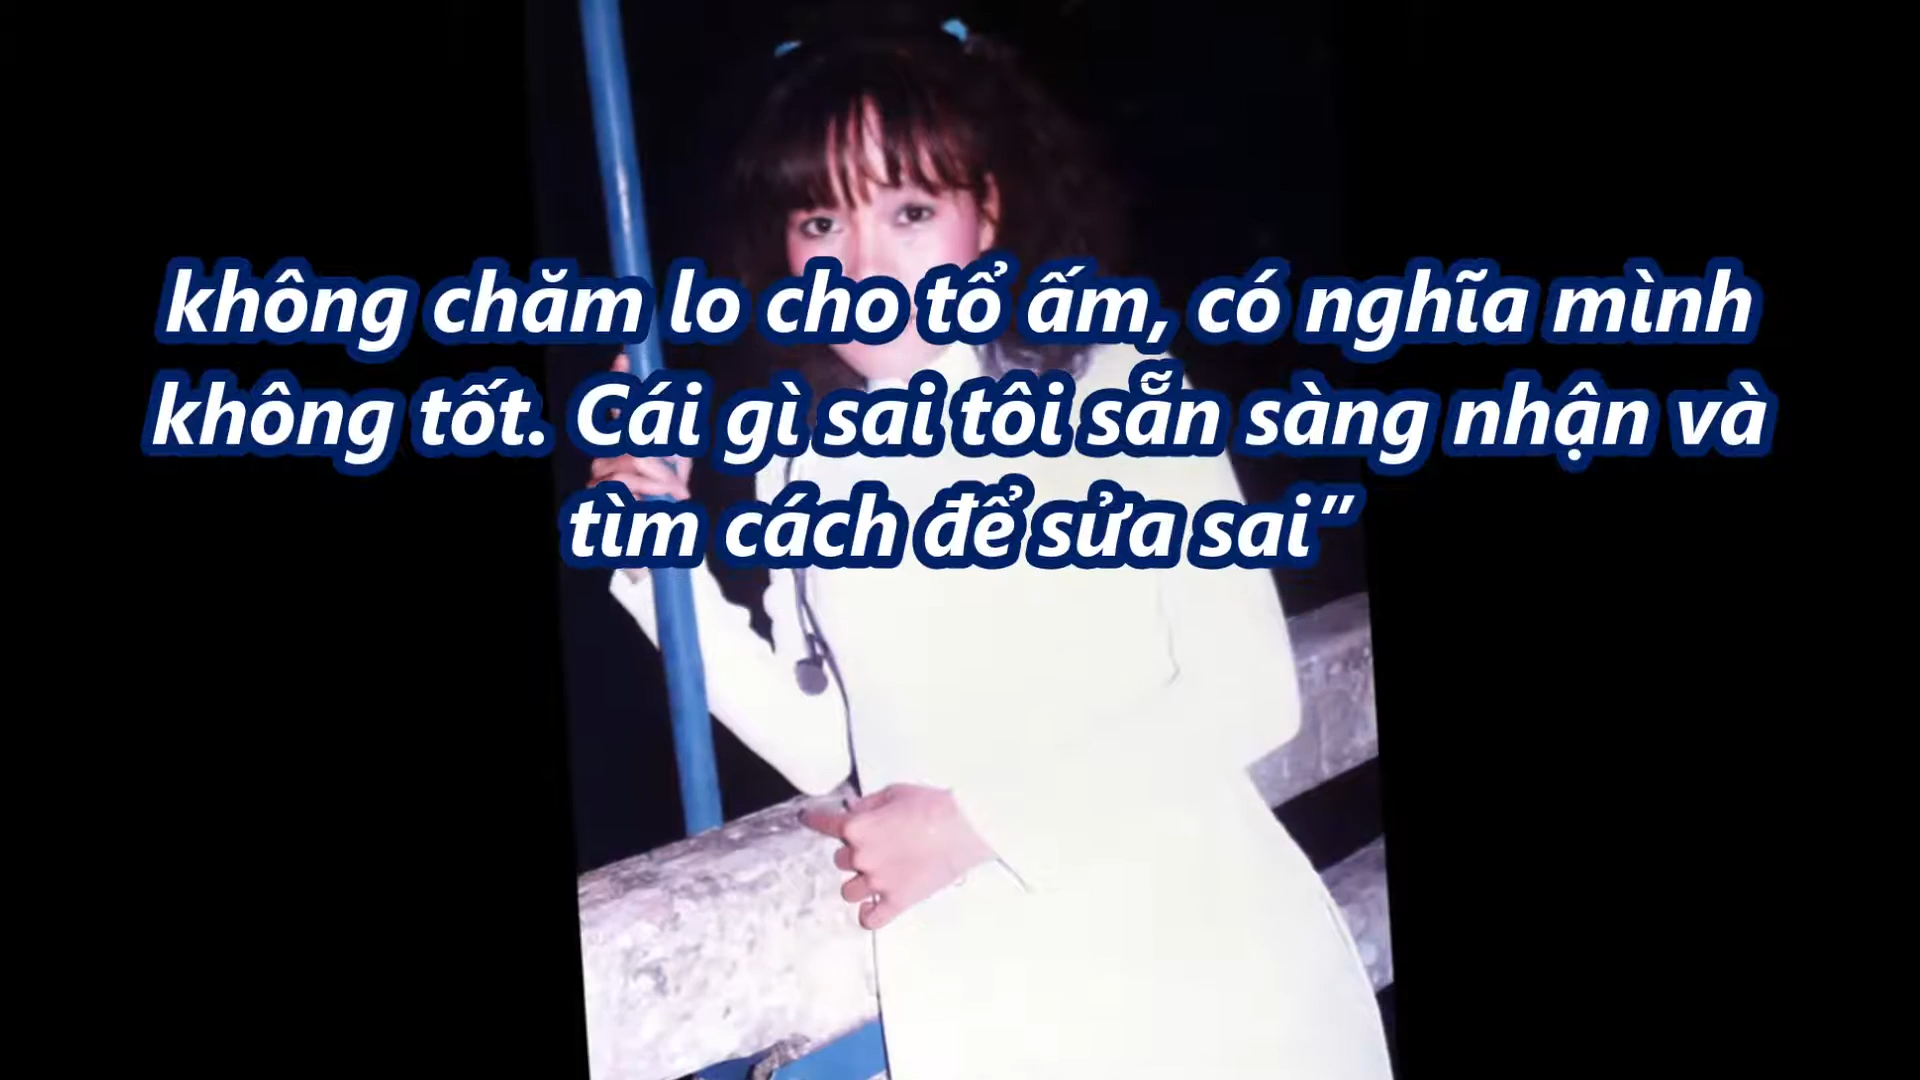 không chăm lo cho tổ ấm, có nghĩa mình
không tốt. Cái gì sai tôi sẵn sàng nhận và
tìm cách để sửa sai”